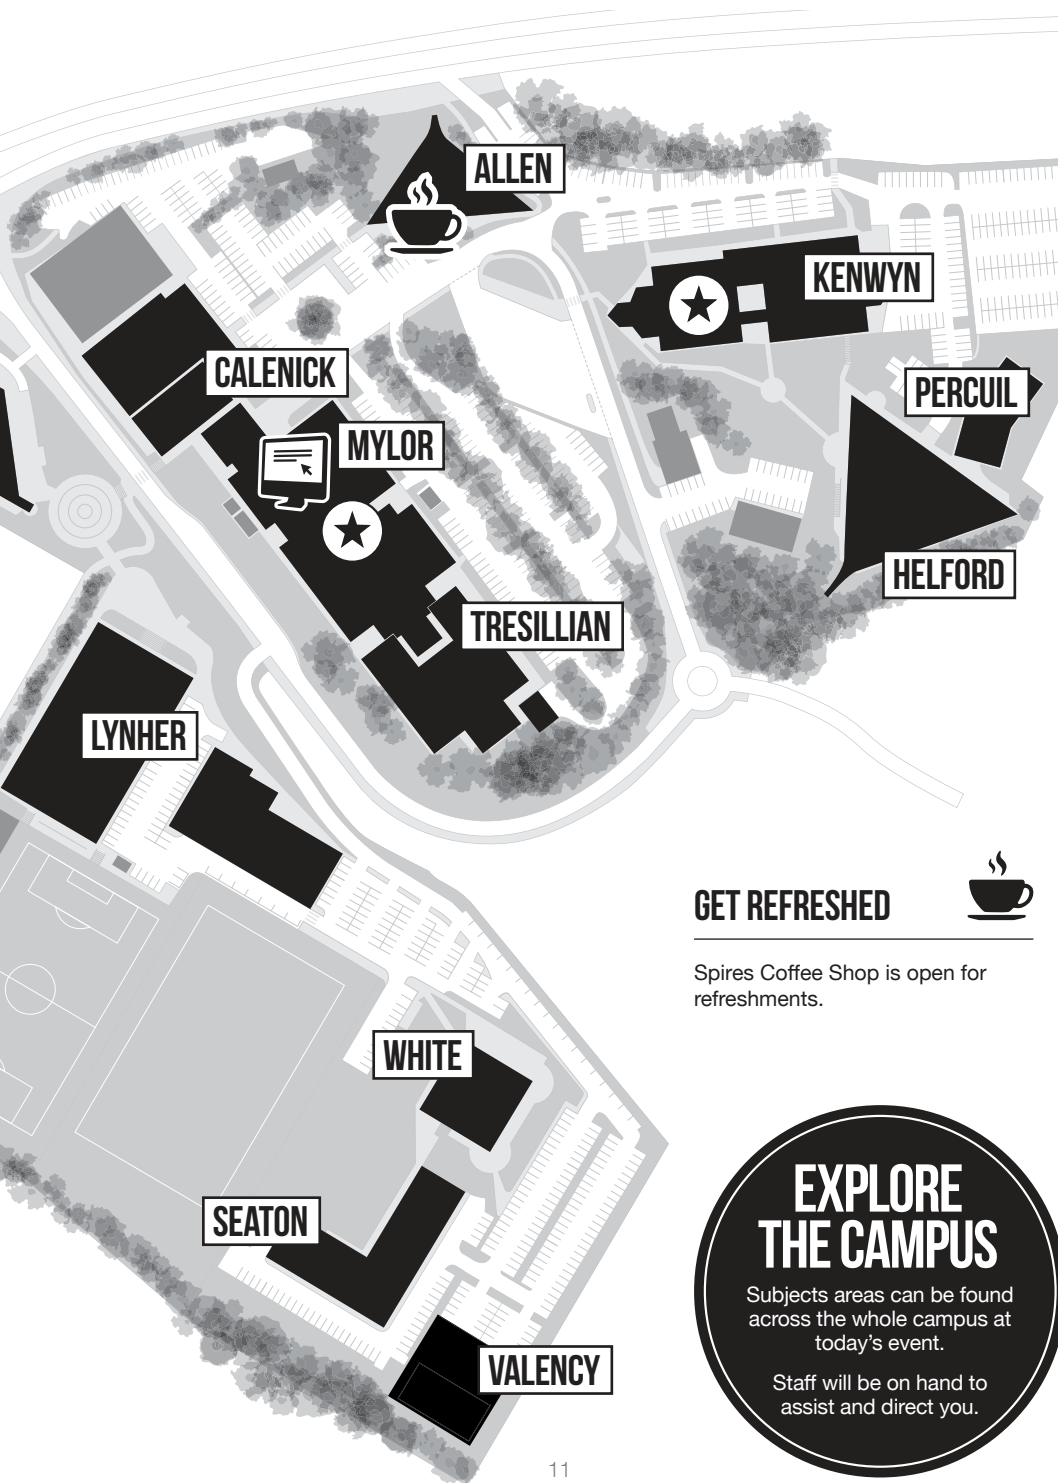 ALLEN
KENWYN
CALENICK
PERCUIL
MYLOR
HELFORD
TRESILLIAN
LYNHER
GET REFRESHED
Spires Coffee Shop is open for
refreshments.
WHITE
EXPLORE
THE CAMPUS
Subjects areas can be found
across the whole campus at
today's event.
Staff will be on hand to
assist and direct you.
SEATON
VALENCY
11